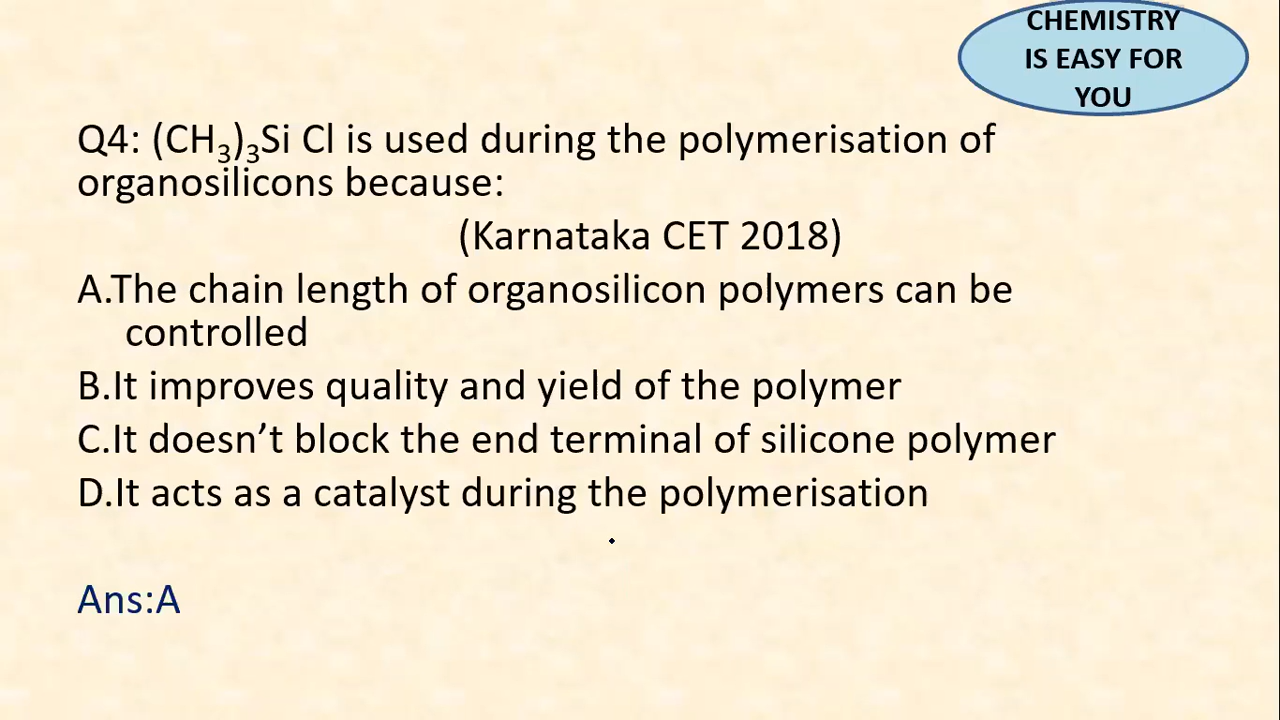 CHEMISTRY
IS EASY FOR
YOU
Q4: (CH₃)₃Si Cl is used during the polymerisation of
organosilicons because:
(Karnataka CET 2018)
A.The chain length of organosilicon polymers can be
controlled
B.It improves quality and yield of the polymer
C.It doesn’t block the end terminal of silicone polymer
D.It acts as a catalyst during the polymerisation
Ans:A